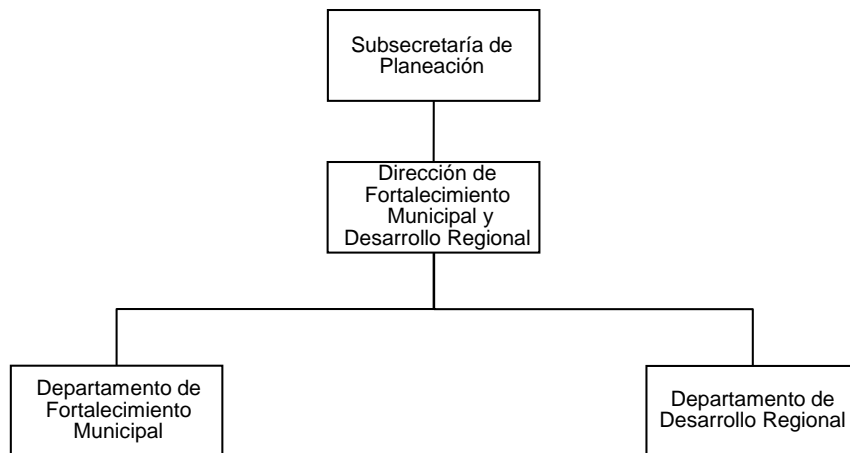 Subsecretaría de
Planeación
Dirección de
Fortalecimiento
Municipal y
Desarrollo Regional
Departamento de
Fortalecimiento
Municipal
Departamento de
Desarrollo Regional